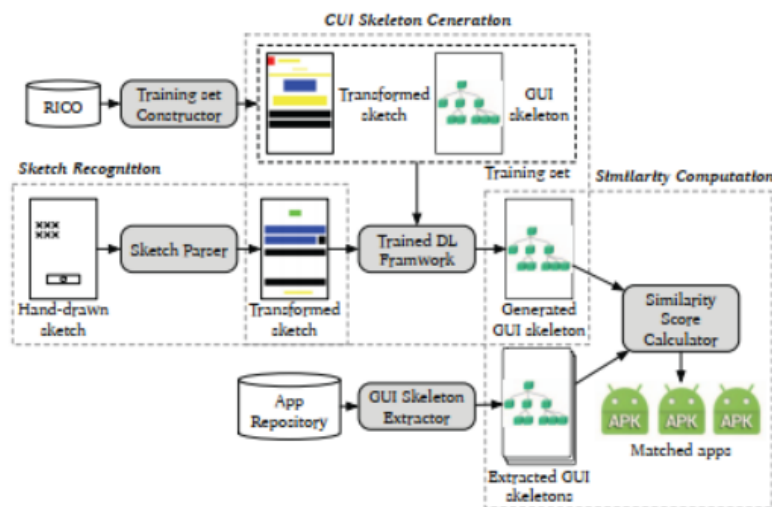 GUI Skeleton Generation
RICO
Training set
Constructor
Transformed
sketch
GUI
skeleton
Training set
Sketch Recognition
Similarity Computation
Hand-drawn
sketch
Sketch Parser
Transformed
sketch
Trained DL
Framwork
Generated
GUI skeleton
Similarity
Score
Calculator
App
Repository
GUI Skeleton
Extractor
Extracted GUI
skeletons
APK
APK
APK
Matched apps